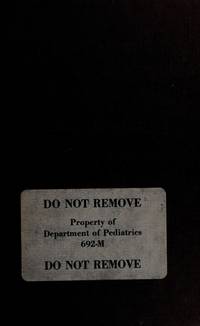 DO NOT REMOVE
Property of
Department of Pediatrics
692-M
DO NOT REMOVE